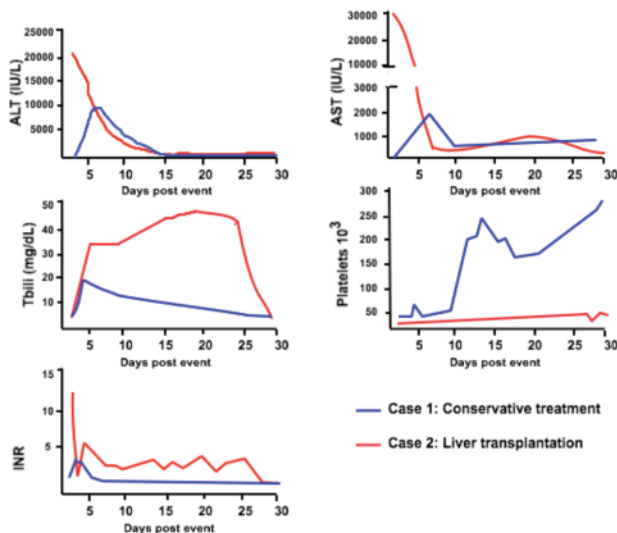 ALT (IU/L)
25000
20000
15000
10000
5000
5 10 15 20 25 30
Days post event
AST (IU/L)
30000
20000
10000
3000
2000
1000
5 10 15 20 25 30
Days post event
Tbili (mg/dL)
50
40
30
20
10
5 10 15 20 25 30
Days post event
Platelets 10³
300
250
200
150
100
50
5 10 15 20 25 30
Days post event
INR
15
10
5
5 10 15 20 25 30
Days post event
Case 1: Conservative treatment
Case 2: Liver transplantation